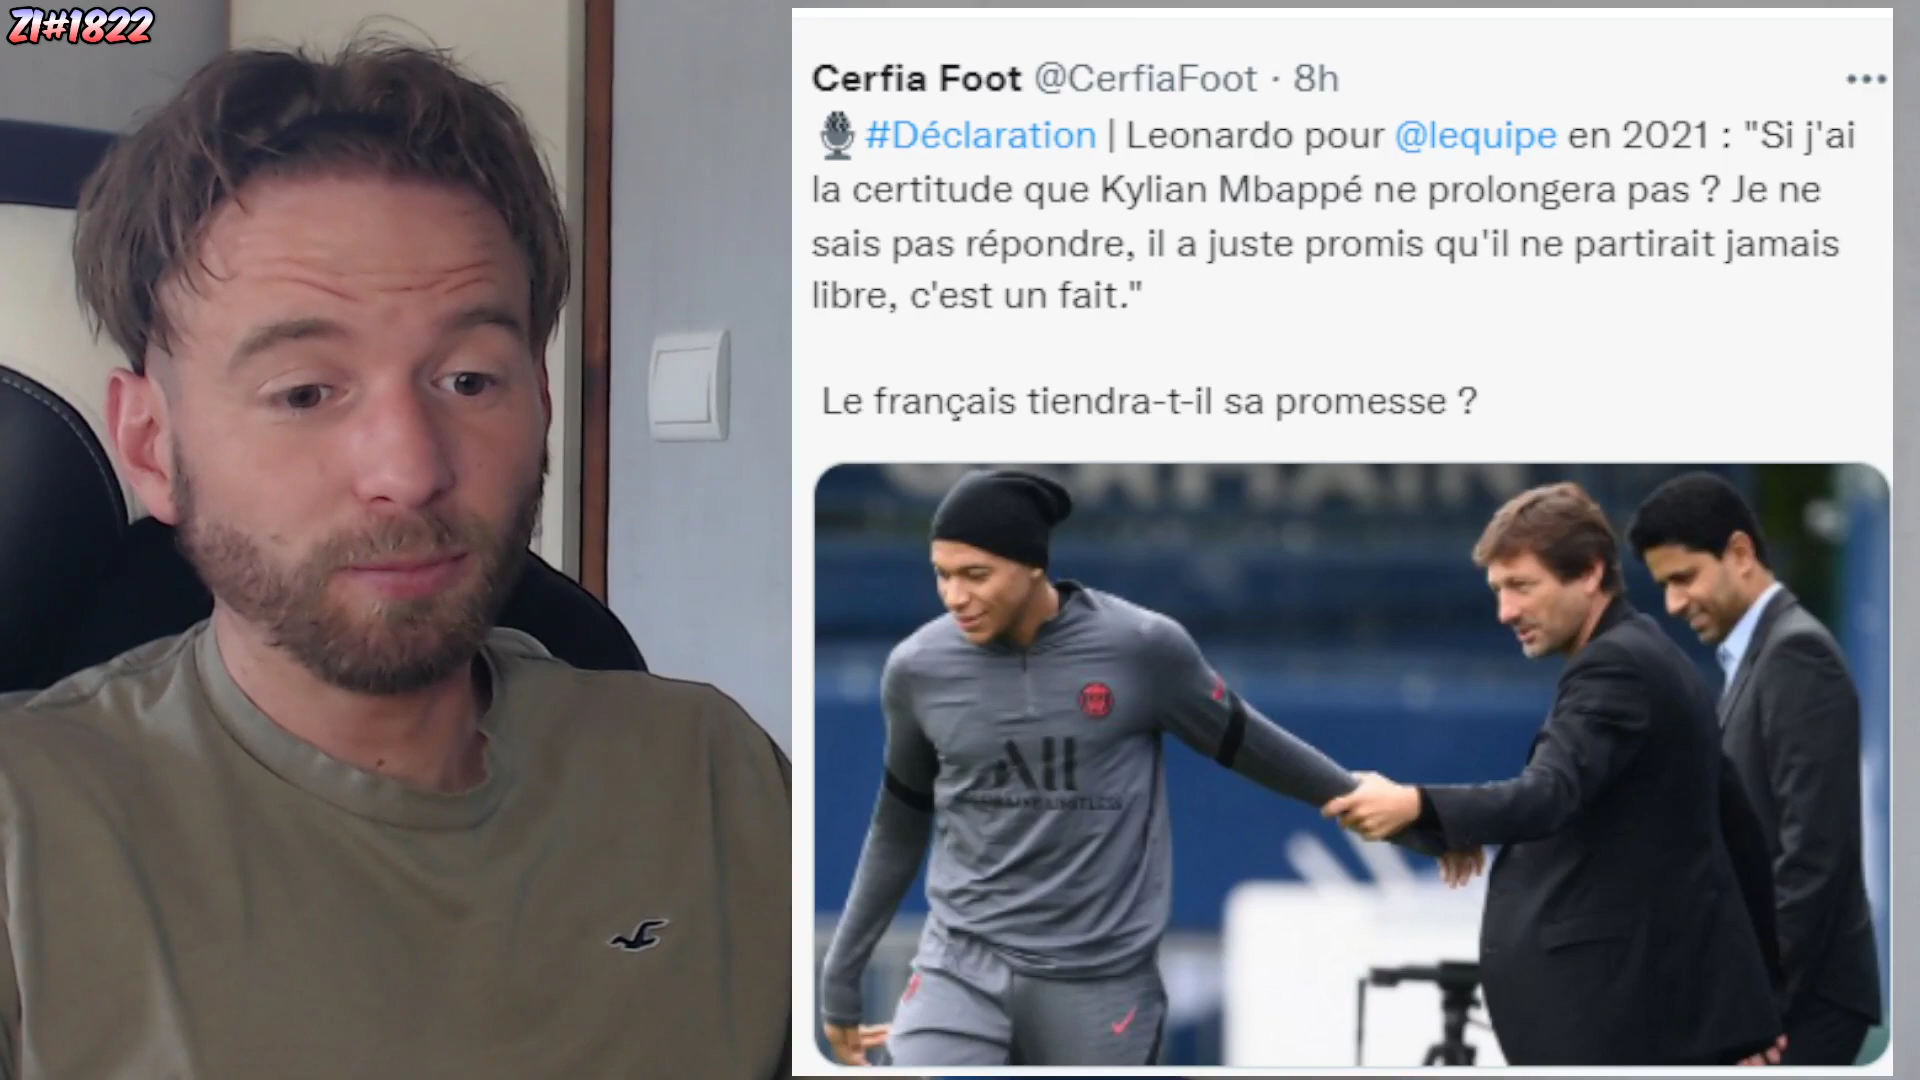 ZI#1822
Cerfia Foot @CerfiaFoot · 8h
#Déclaration | Leonardo pour @lequipe en 2021 : "Si j'ai
la certitude que Kylian Mbappé ne prolongera pas ? Je ne
sais pas répondre, il a juste promis qu'il ne partirait jamais
libre, c'est un fait."
Le français tiendra-t-il sa promesse ?
ALL